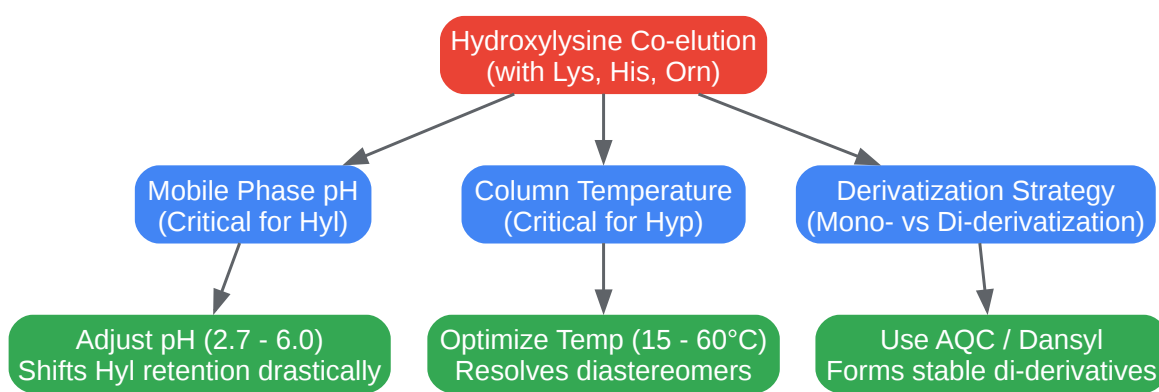 Hydroxylysine Co-elution
(with Lys, His, Orn)
Mobile Phase pH
(Critical for Hyl)
Column Temperature
(Critical for Hyp)
Derivatization Strategy
(Mono- vs Di-derivatization)
Adjust pH (2.7 - 6.0)
Shifts Hyl retention drastically
Optimize Temp (15 - 60°C)
Resolves diastereomers
Use AQC / Dansyl
Forms stable di-derivatives